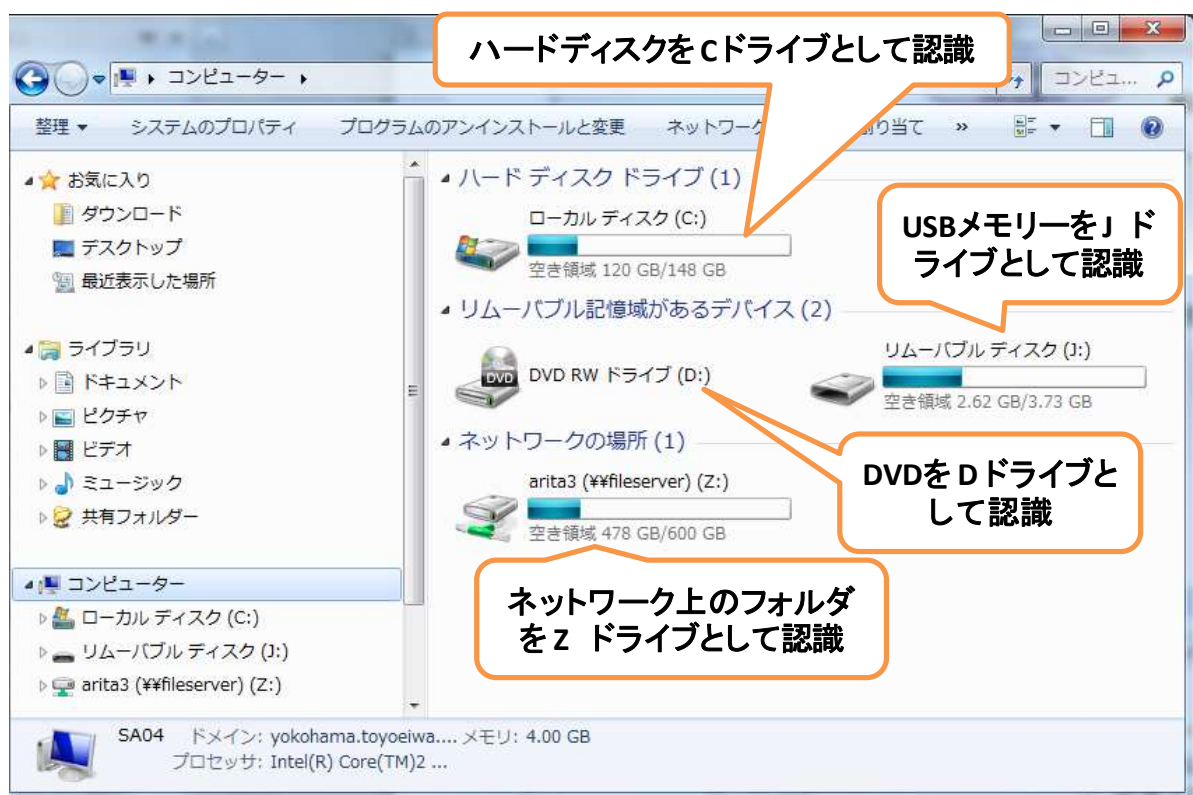 ハードディスクをCドライブとして認識
コンピューター
コンピュ...
整理 システムのプロパティ プログラムのアンインストールと変更 ネットワーク り当て »
お気に入り
ダウンロード
デスクトップ
最近表示した場所
ライブラリ
ドキュメント
ピクチャ
ビデオ
ミュージック
共有フォルダー
コンピューター
ローカル ディスク (C:)
リムーバブル ディスク (J:)
arita3 (¥¥fileserver) (Z:)
ハード ディスク ドライブ (1)
ローカル ディスク (C:)
空き領域 120 GB/148 GB
USBメモリーをJ ド
ライブとして認識
リムーバブル記憶域があるデバイス (2)
DVD
DVD RW ドライブ (D:)
リムーバブル ディスク (J:)
空き領域 2.62 GB/3.73 GB
DVDを D ドライブと
して認識
ネットワークの場所 (1)
arita3 (¥¥fileserver) (Z:)
空き領域 478 GB/600 GB
ネットワーク上のフォルダ
を Z ドライブとして認識
SA04 ドメイン: yokohama.toyoeiwa.... メモリ: 4.00 GB
プロセッサ: Intel(R) Core(TM)2 ...